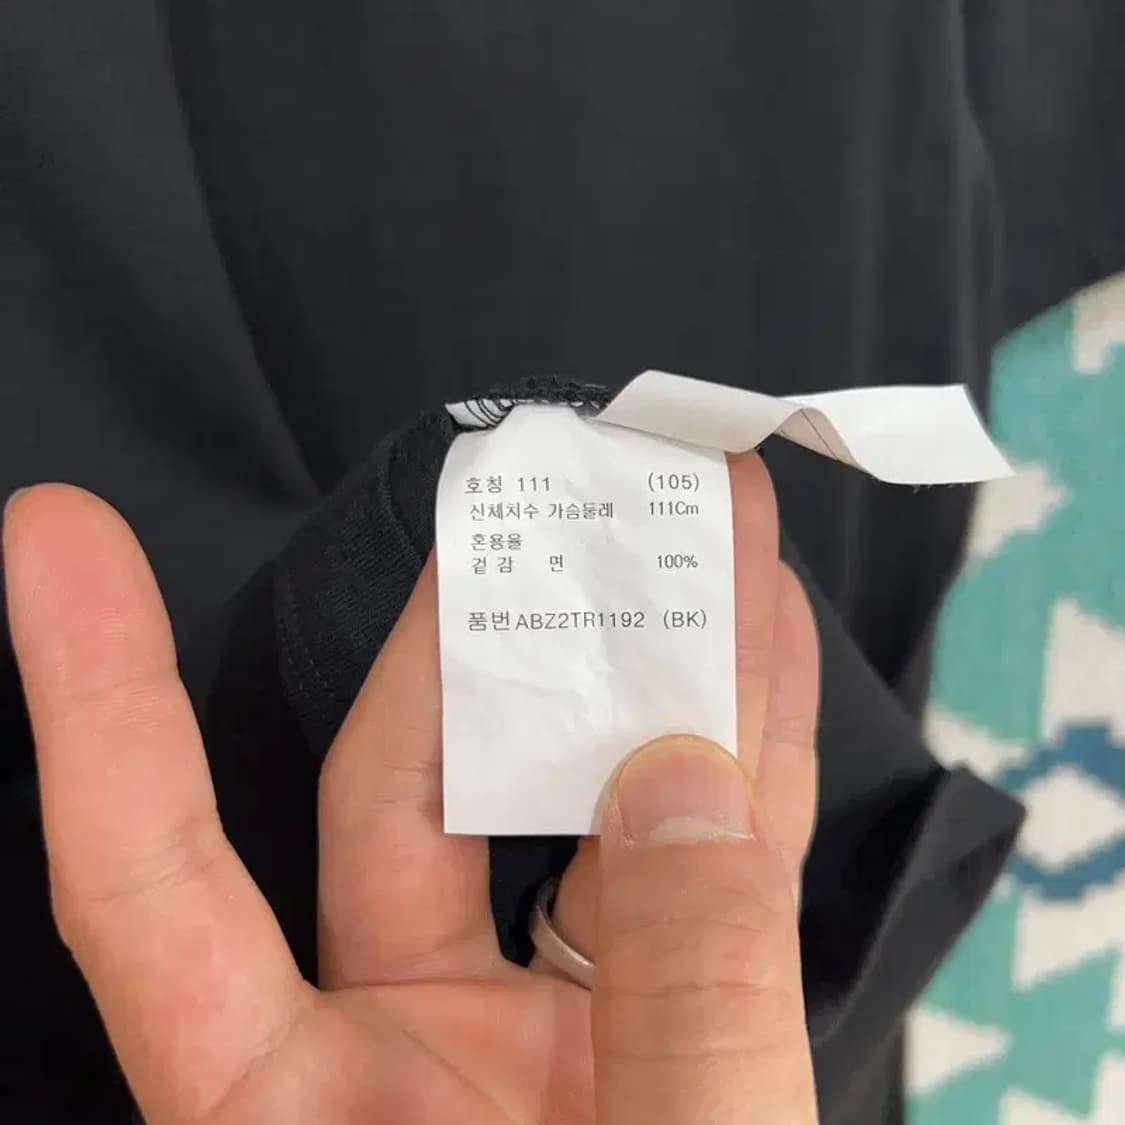 호칭 111 (105)
신체치수 가슴둘레 111Cm
혼용율
겉감 면 100%
품번 ABZ2TR1192 (BK)